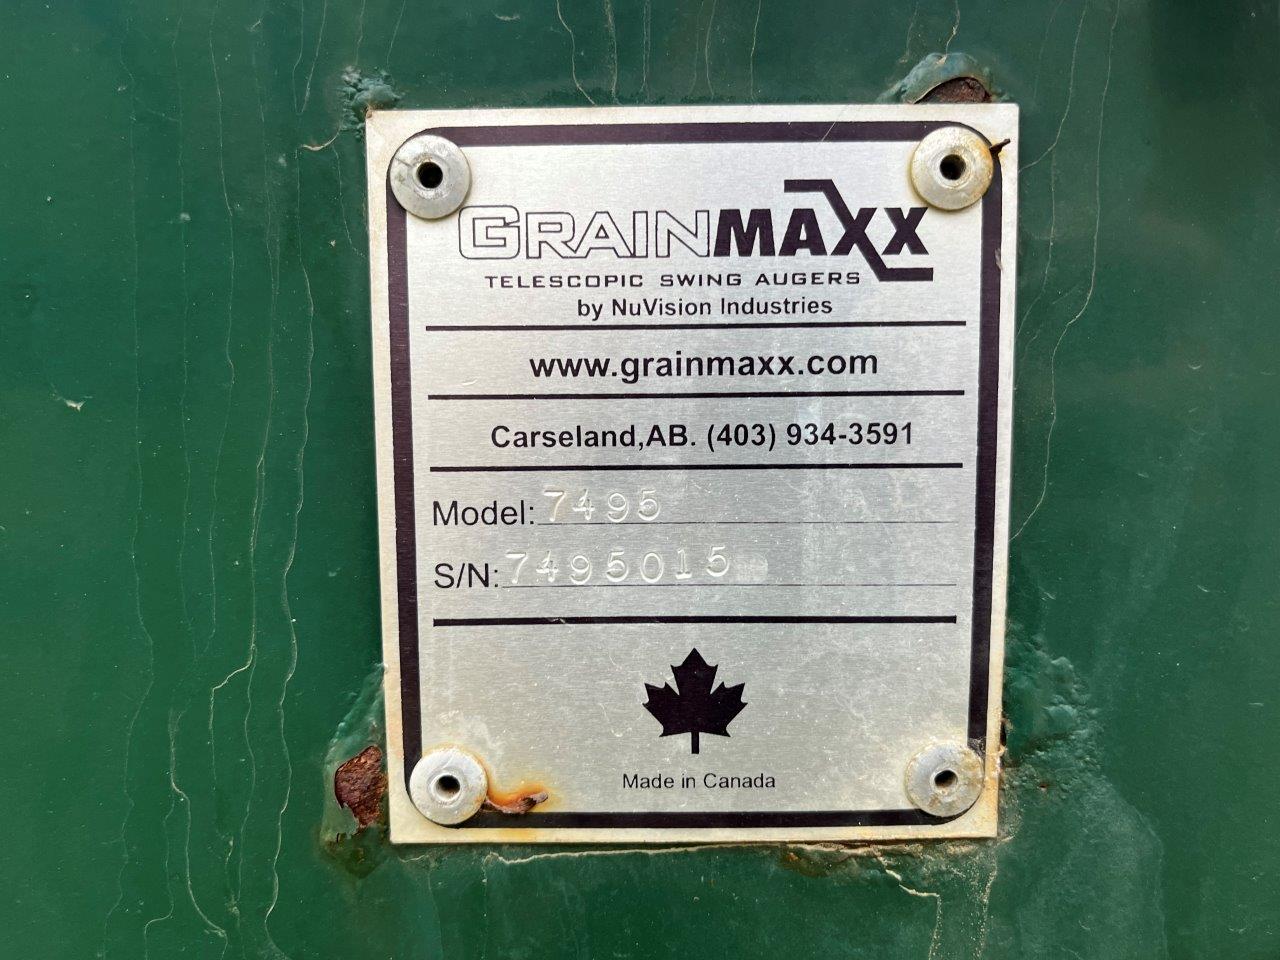 GRAINMAXX
TELESCOPIC SWING AUGERS
by NuVision Industries
www.grainmaxx.com
Carseland,AB. (403) 934-3591
Model: 7495
S/N: 7495015
Made in Canada